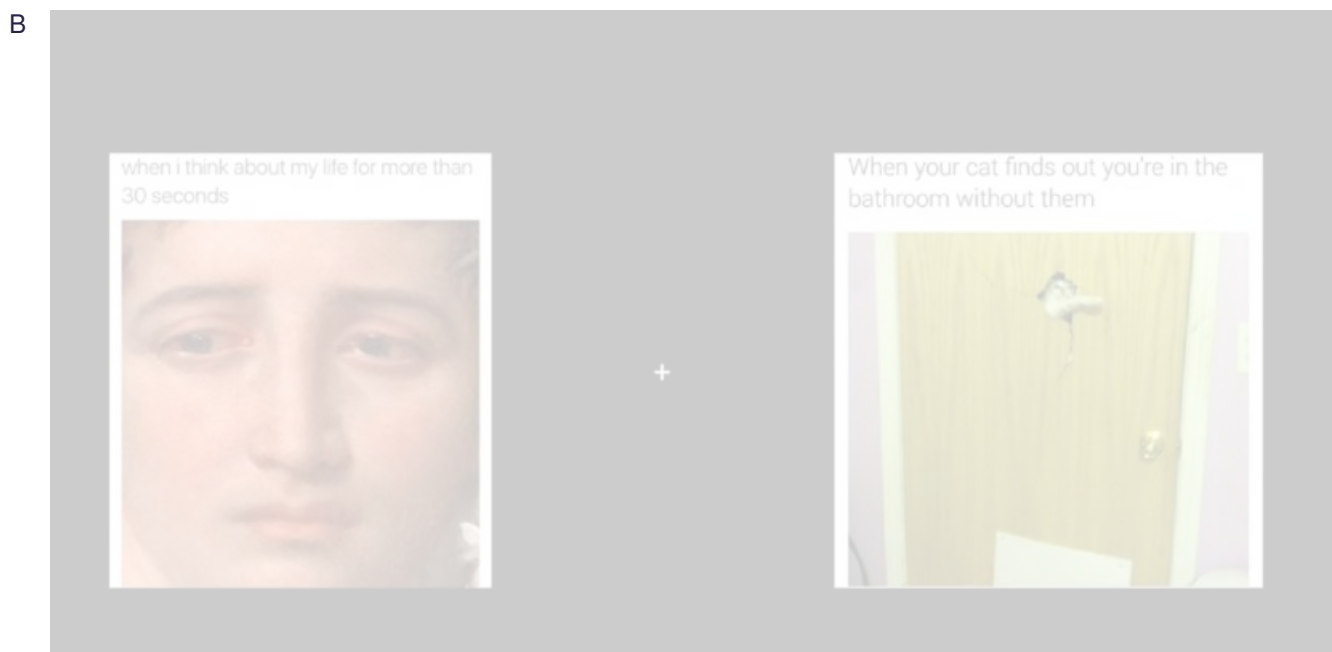 B
when i think about my life for more than
30 seconds
When your cat finds out you're in the
bathroom without them
+